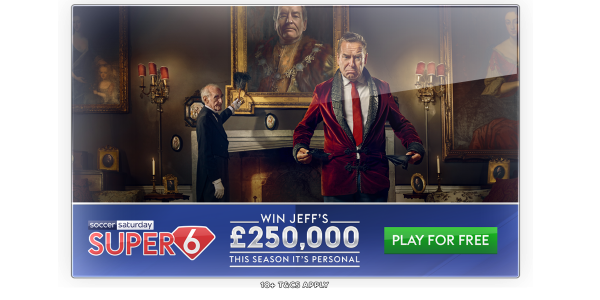 soccer saturday
SUPER 6
WIN JEFF'S
£250,000
THIS SEASON IT'S PERSONAL
PLAY FOR FREE
18+ T&CS APPLY